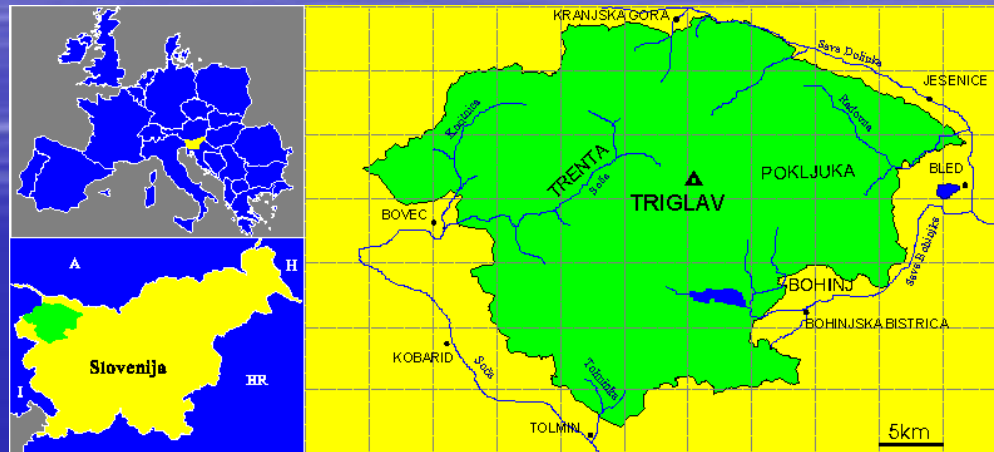 A
H
Slovenija
I
HR
KRANJSKA GORA
Sava Dolinka
JESENICE
Koritnica
Radovna
TRENTA
Soča
POKLJUKA
BLED
TRIGLAV
BOVEC
Sava Bohinjka
BOHINJ
BOHINJSKA BISTRICA
KOBARID
Soča
Tolminka
TOLMIN
5km